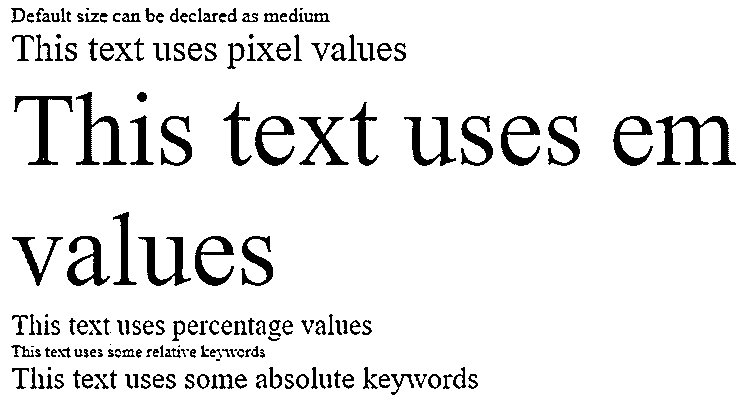 Default size can be declared as medium
This text uses pixel values
This text uses em
values
This text uses percentage values
This text uses some relative keywords
This text uses some absolute keywords